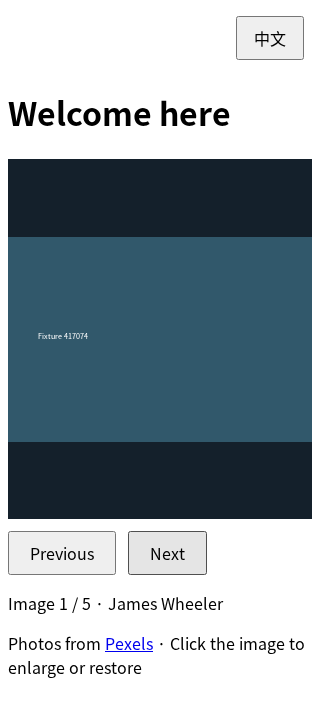 中文
Welcome here
Fixture 417074
Previous
Next
Image 1 / 5 · James Wheeler
Photos from Pexels · Click the image to
enlarge or restore